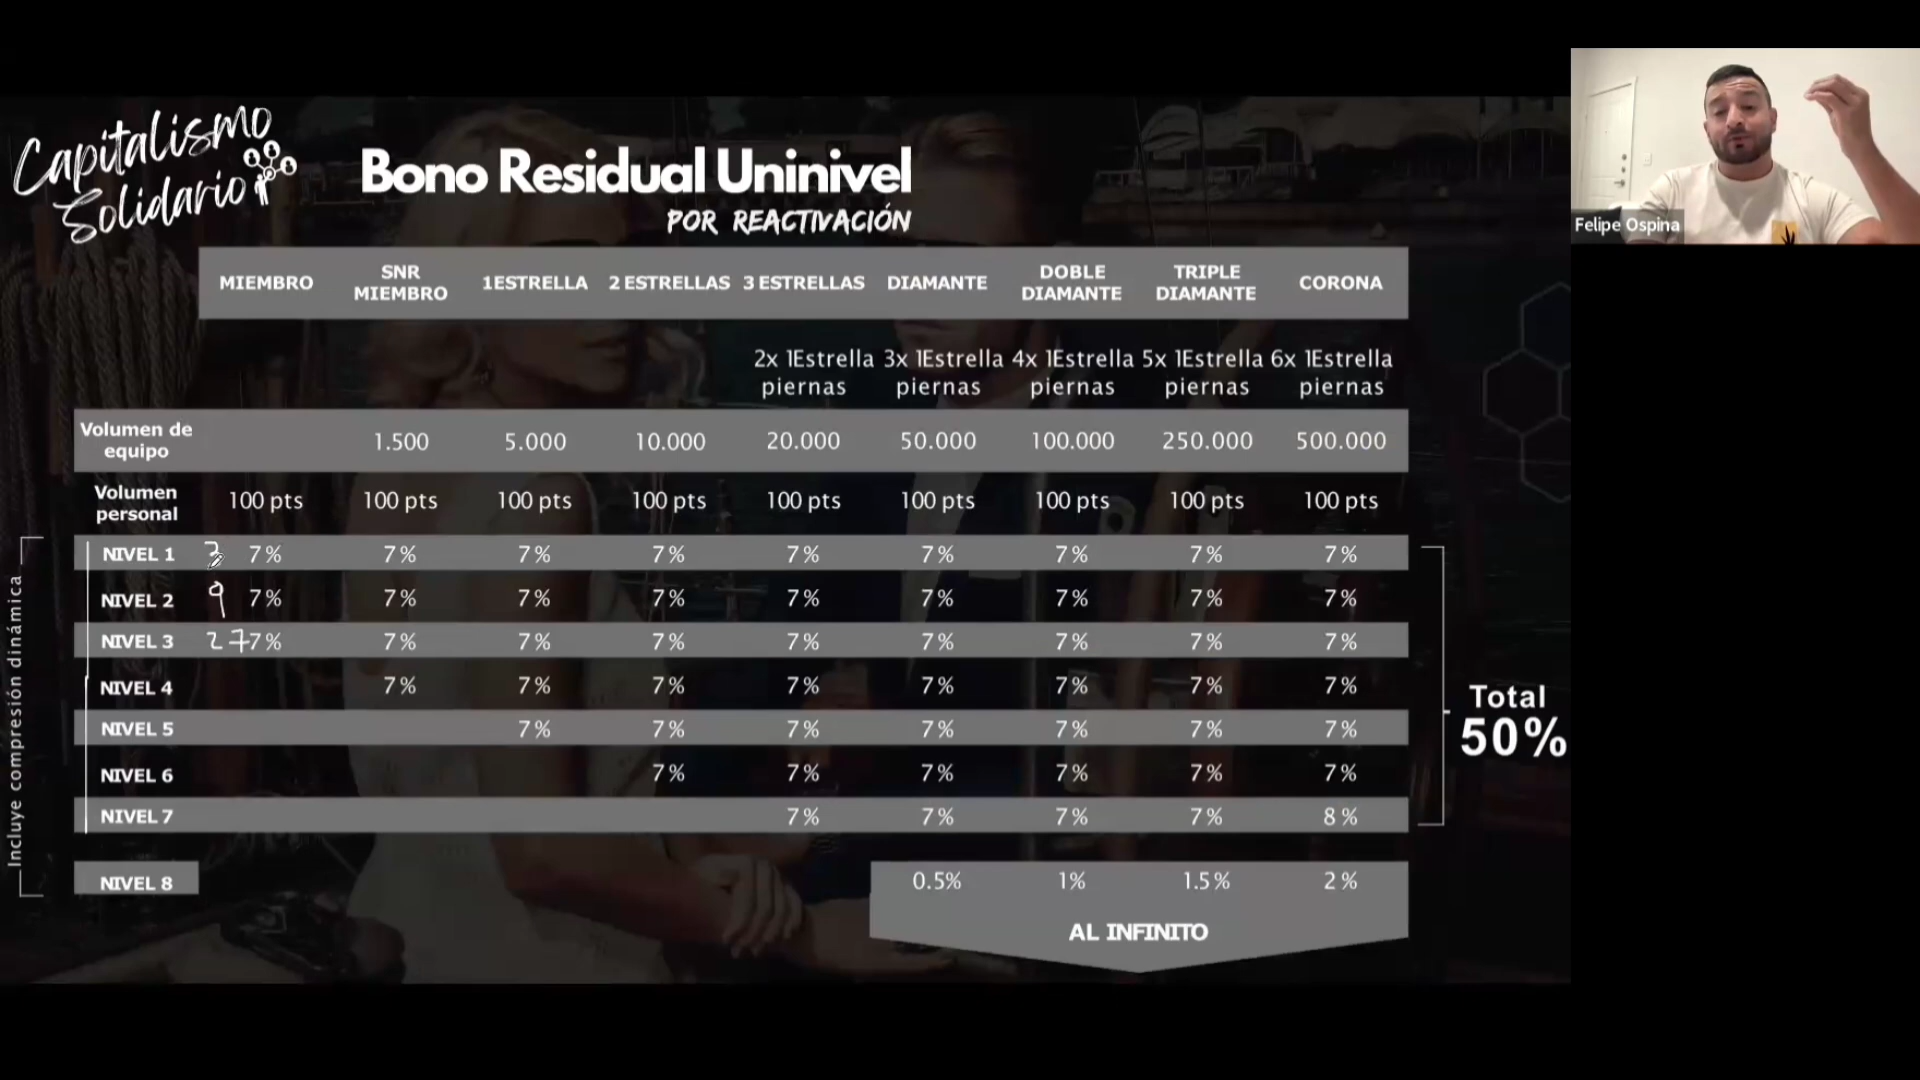 Capitalismo
Solidario
Bono Residual Uninivel
POR REACTIVACIÓN
Felipe Ospina
MIEMBRO SNR MIEMBRO 1ESTRELLA 2 ESTRELLAS 3 ESTRELLAS DIAMANTE DOBLE DIAMANTE TRIPLE DIAMANTE CORONA
2x 1Estrella piernas 3x 1Estrella piernas 4x 1Estrella piernas 5x 1Estrella piernas 6x 1Estrella piernas
Volumen de equipo 1.500 5.000 10.000 20.000 50.000 100.000 250.000 500.000
Volumen personal 100 pts 100 pts 100 pts 100 pts 100 pts 100 pts 100 pts 100 pts 100 pts
NIVEL 1 3 7% 7% 7% 7% 7% 7% 7% 7% 7%
NIVEL 2 9 7% 7% 7% 7% 7% 7% 7% 7% 7%
NIVEL 3 27 7% 7% 7% 7% 7% 7% 7% 7% 7%
NIVEL 4 7% 7% 7% 7% 7% 7% 7% 7%
NIVEL 5 7% 7% 7% 7% 7% 7% 7%
NIVEL 6 7% 7% 7% 7% 7% 7%
NIVEL 7 7% 7% 7% 7% 8%
NIVEL 8 0.5% 1% 1.5% 2%
AL INFINITO
Incluye compresión dinámica
Total
50%